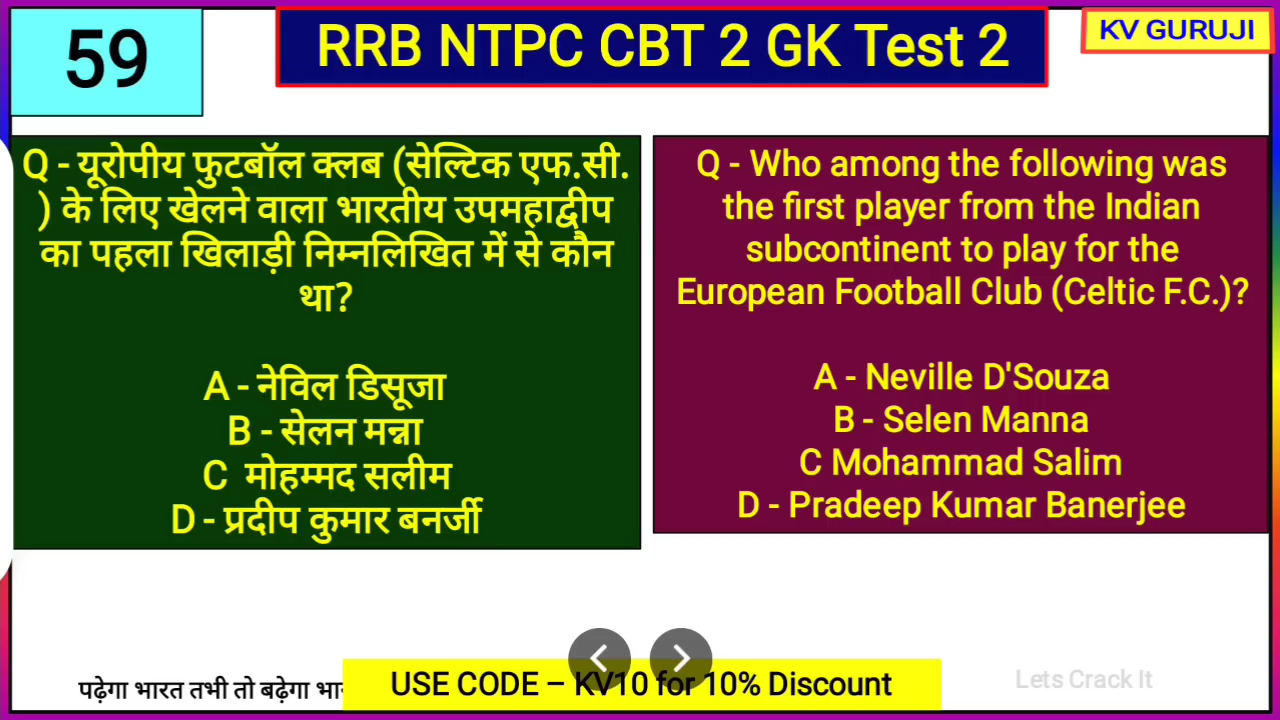 59
RRB NTPC CBT 2 GK Test 2
KV GURUJI
Q - यूरोपीय फुटबॉल क्लब (सेल्टिक एफ.सी.
) के लिए खेलने वाला भारतीय उपमहाद्वीप
का पहला खिलाड़ी निम्नलिखित में से कौन
था?
A - नेविल डिसूजा
B - सेलन मन्ना
C मोहम्मद सलीम
D - प्रदीप कुमार बनर्जी
Q - Who among the following was
the first player from the Indian
subcontinent to play for the
European Football Club (Celtic F.C.)?
A - Neville D'Souza
B - Selen Manna
C Mohammad Salim
D - Pradeep Kumar Banerjee
पढ़ेगा भारत तभी तो बढ़ेगा
USE CODE – KV10 for 10% Discount
Lets Crack It